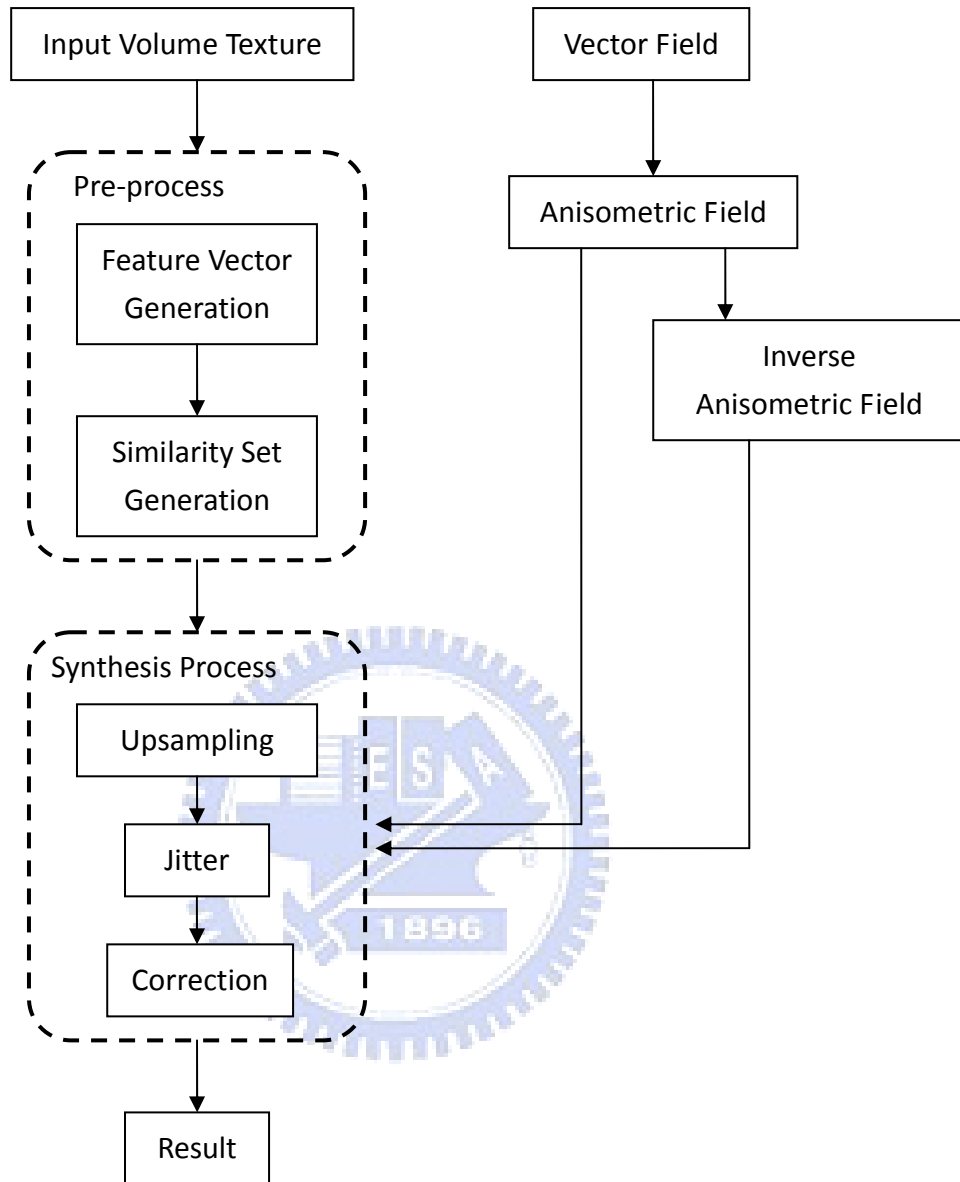 Input Volume Texture
Vector Field
Pre-process
Feature Vector
Generation
Similarity Set
Generation
Anisometric Field
Inverse
Anisometric Field
Synthesis Process
Upsampling
Jitter
Correction
Result
E S A
1896